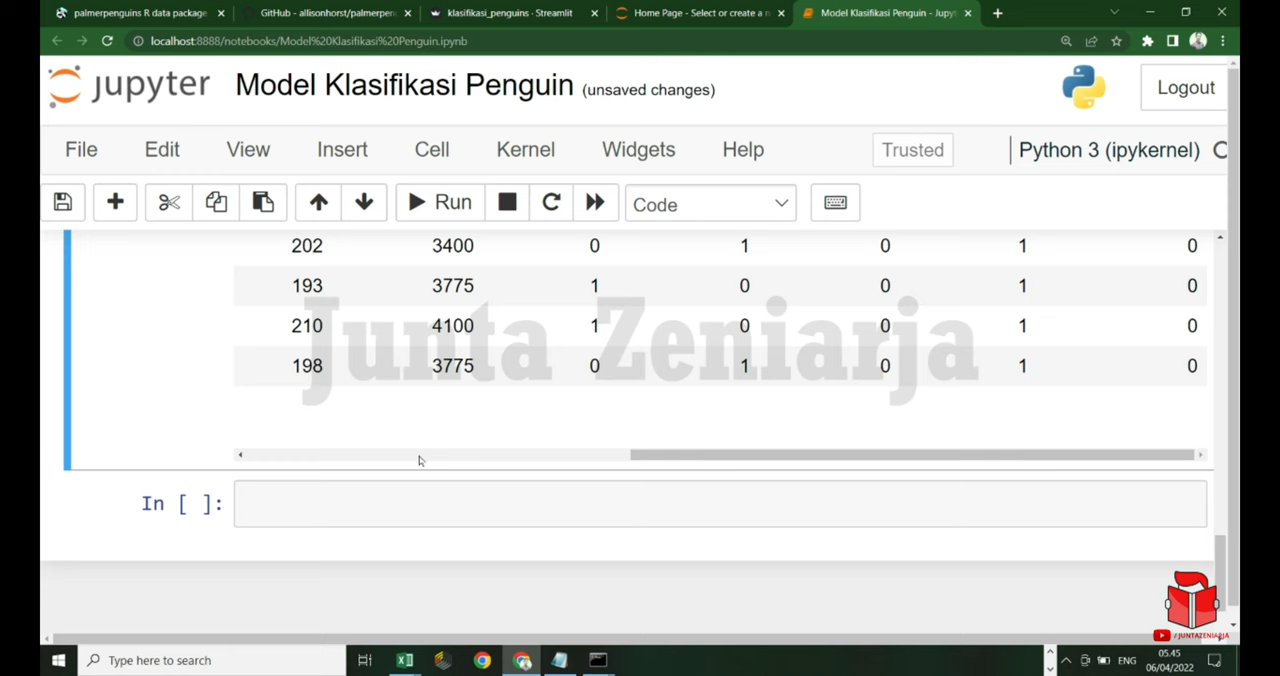 palmerpenguins R data package
GitHub - allisonhorst/palmerpen
klasifikasi_penguins · Streamlit
Home Page - Select or create a n
Model Klasifikasi Penguin - Jupy
localhost:8888/notebooks/Model%20Klasifikasi%20Penguin.ipynb
jupyter Model Klasifikasi Penguin (unsaved changes)
Logout
File Edit View Insert Cell Kernel Widgets Help
Trusted
Python 3 (ipykernel)
Run
Code
202 3400 0 1 0 1 0
193 3775 1 0 0 1 0
210 4100 1 0 0 1 0
198 3775 0 1 0 1 0
Junta Zeniarja
In [ ]:
/JUNTAZENIARJA
Type here to search
ENG
05.45
06/04/2022